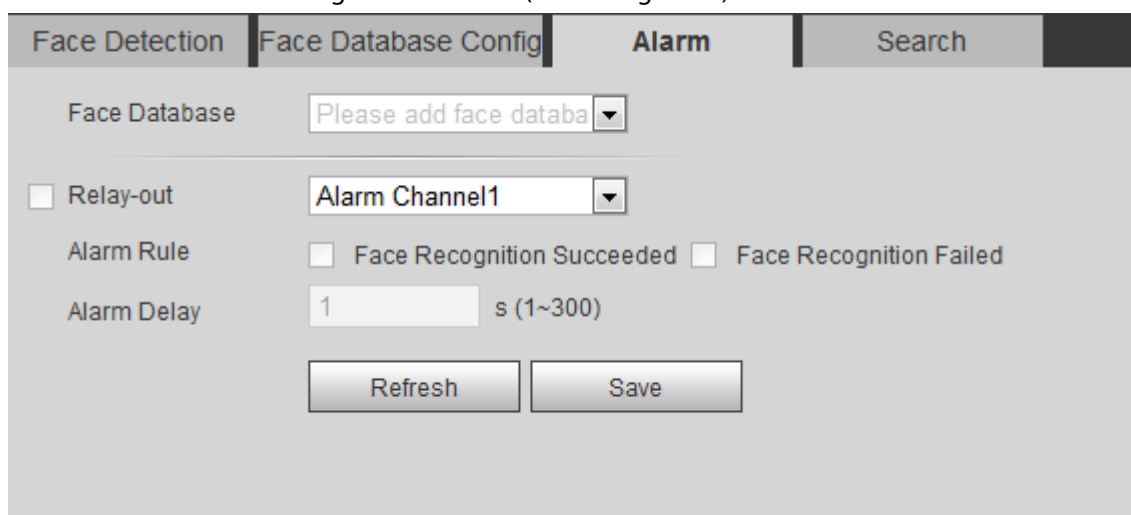 Face Detection Face Database Config Alarm Search
Face Database Please add face databa
Relay-out Alarm Channel1
Alarm Rule Face Recognition Succeeded Face Recognition Failed
Alarm Delay 1 s (1~300)
Refresh Save